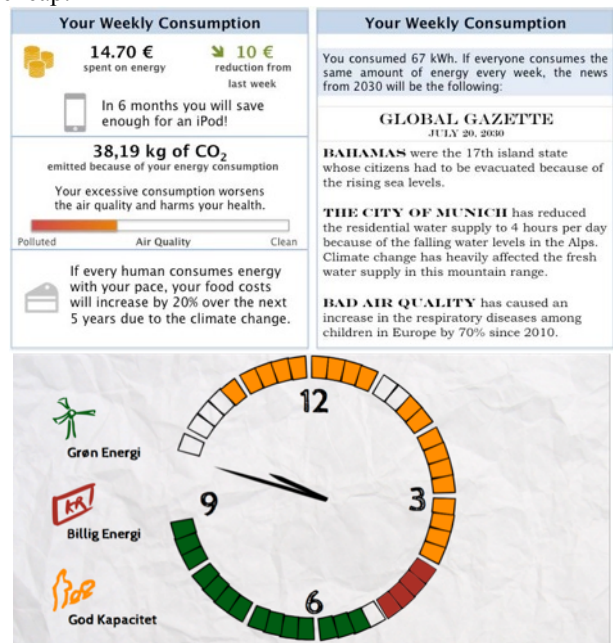 Your Weekly Consumption
14.70 €
spent on energy
10 €
reduction from
last week
In 6 months you will save
enough for an iPod!
38,19 kg of CO2
emitted because of your energy consumption
Your excessive consumption worsens
the air quality and harms your health.
Polluted Air Quality Clean
If every human consumes energy
with your pace, your food costs
will increase by 20% over the next
5 years due to the climate change.
Your Weekly Consumption
You consumed 67 kWh. If everyone consumes the
same amount of energy every week, the news
from 2030 will be the following:
GLOBAL GAZETTE
JULY 20, 2030
BAHAMAS were the 17th island state
whose citizens had to be evacuated because of
the rising sea levels.
THE CITY OF MUNICH has reduced
the residential water supply to 4 hours per day
because of the falling water levels in the Alps.
Climate change has heavily affected the fresh
water supply in this mountain range.
BAD AIR QUALITY has caused an
increase in the respiratory diseases among
children in Europe by 70% since 2010.
Grøn Energi
KR
Billig Energi
God Kapacitet
12
3
6
9